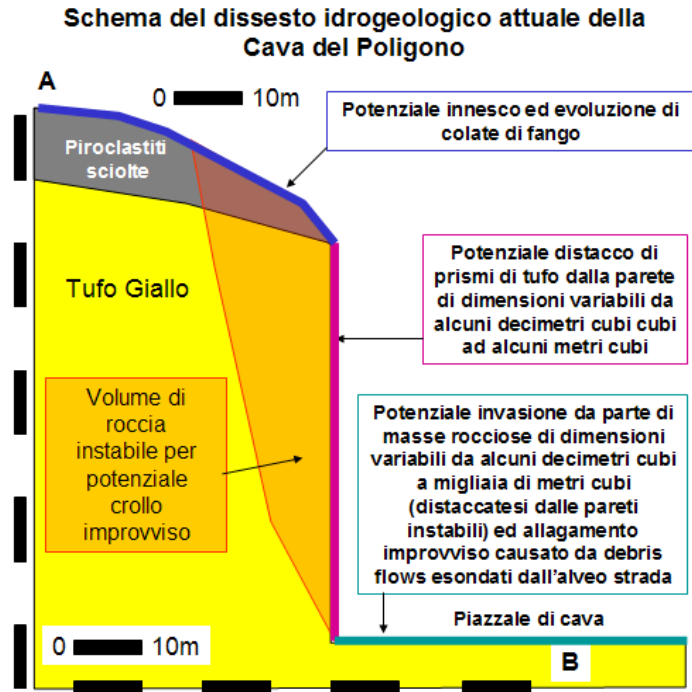 Schema del dissesto idrogeologico attuale della
Cava del Poligono
A
0 10m
Potenziale innesco ed evoluzione di
colate di fango
Piroclastiti
sciolte
Tufo Giallo
Potenziale distacco di
prismi di tufo dalla parete
di dimensioni variabili da
alcuni decimetri cubi cubi
ad alcuni metri cubi
Volume di
roccia
instabile per
potenziale
crollo
improvviso
Potenziale invasione da parte di
masse rocciose di dimensioni
variabili da alcuni decimetri cubi
a migliaia di metri cubi
(distaccatesi dalle pareti
instabili) ed allagamento
improvviso causato da debris
flows esondati dall'alveo strada
Piazzale di cava
0 10m
B